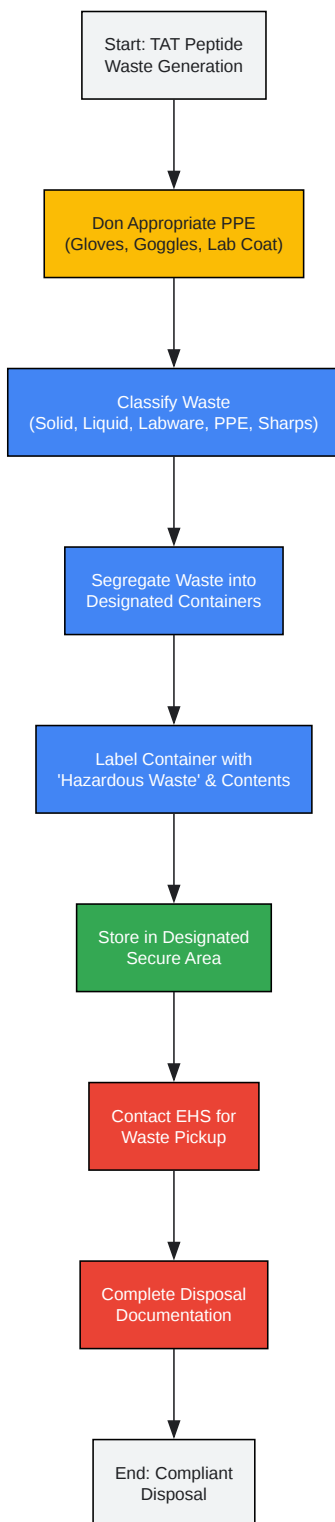 Start: TAT Peptide
Waste Generation
Don Appropriate PPE
(Gloves, Goggles, Lab Coat)
Classify Waste
(Solid, Liquid, Labware, PPE, Sharps)
Segregate Waste into
Designated Containers
Label Container with
'Hazardous Waste' & Contents
Store in Designated
Secure Area
Contact EHS for
Waste Pickup
Complete Disposal
Documentation
End: Compliant
Disposal